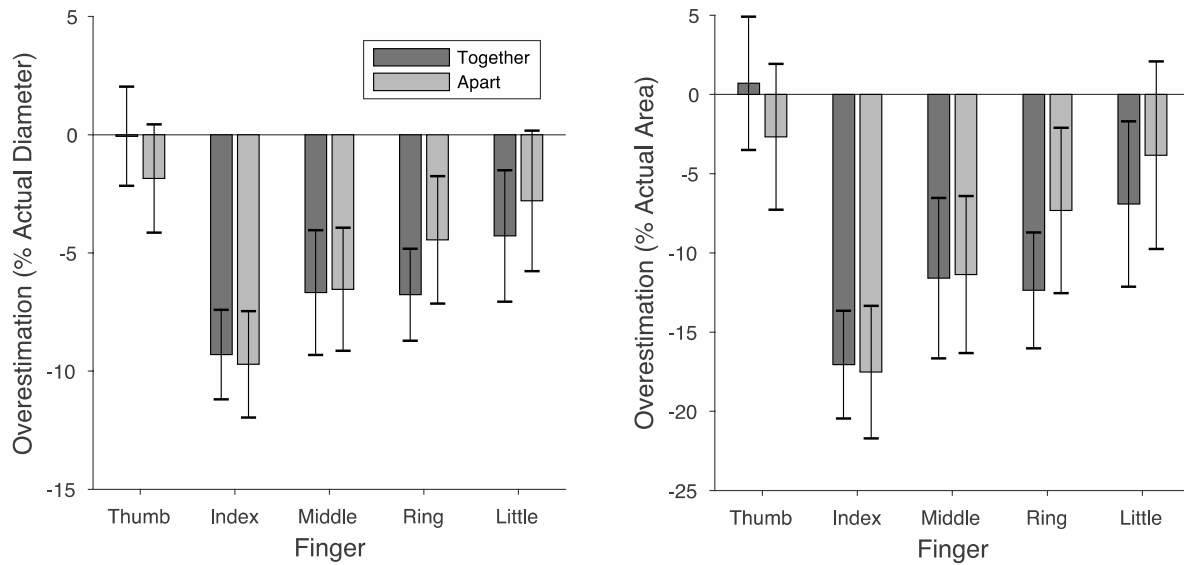 Overestimation (% Actual Diameter)
5
0
-5
-10
-15
Together
Apart
Thumb Index Middle Ring Little
Finger
Overestimation (% Actual Area)
5
0
-5
-10
-15
-20
-25
Thumb Index Middle Ring Little
Finger